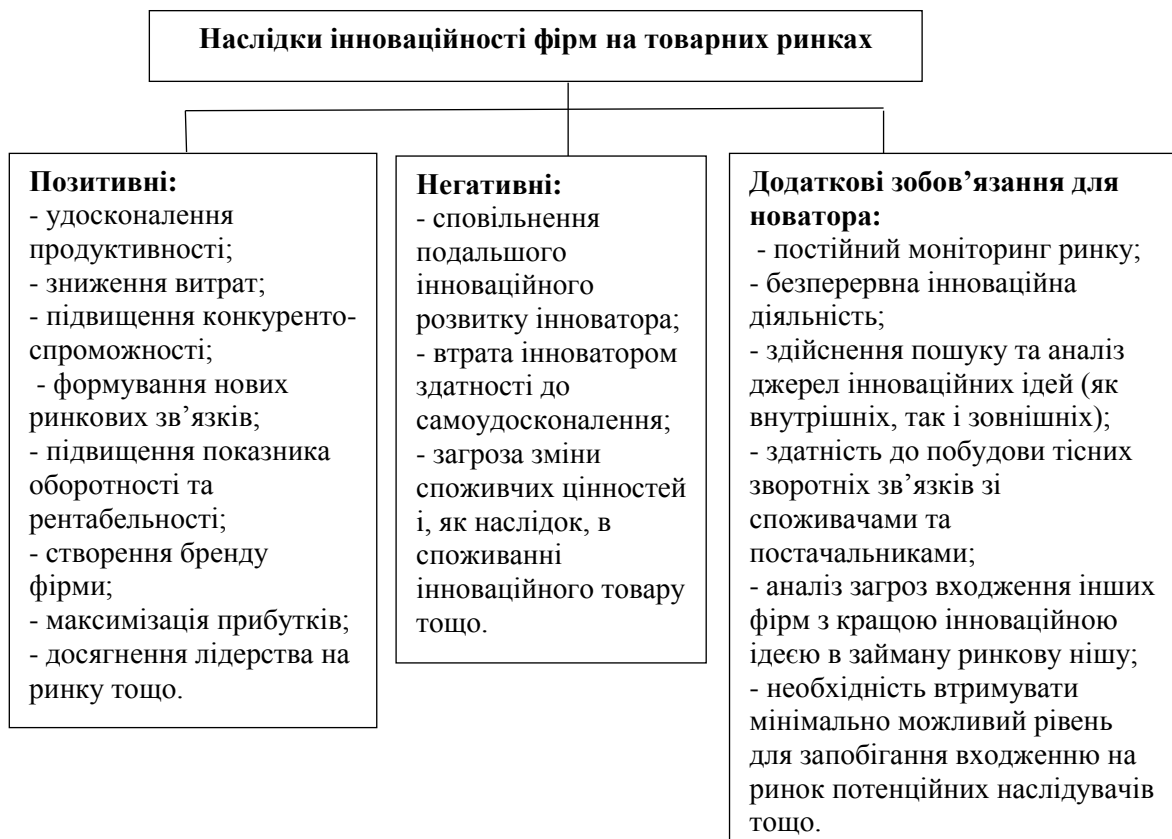 Наслідки інноваційності фірм на товарних ринках
Позитивні:
- удосконалення
продуктивності;
- зниження витрат;
- підвищення конкуренто-
спроможності;
- формування нових
ринкових зв’язків;
- підвищення показника
оборотності та
рентабельності;
- створення бренду
фірми;
- максимізація прибутків;
- досягнення лідерства на
ринку тощо.
Негативні:
- сповільнення
подальшого
інноваційного
розвитку інноватора;
- втрата інноватором
здатності до
самоудосконалення;
- загроза зміни
споживчих цінностей
і, як наслідок, в
споживанні
інноваційного товару
тощо.
Додаткові зобов’язання для
новатора:
- постійний моніторинг ринку;
- безперервна інноваційна
діяльність;
- здійснення пошуку та аналіз
джерел інноваційних ідей (як
внутрішніх, так і зовнішніх);
- здатність до побудови тісних
зворотніх зв’язків зі
споживачами та
постачальниками;
- аналіз загроз входження інших
фірм з кращою інноваційною
ідеєю в займану ринкову нішу;
- необхідність втримувати
мінімально можливий рівень
для запобігання входженню на
ринок потенційних наслідувачів
тощо.